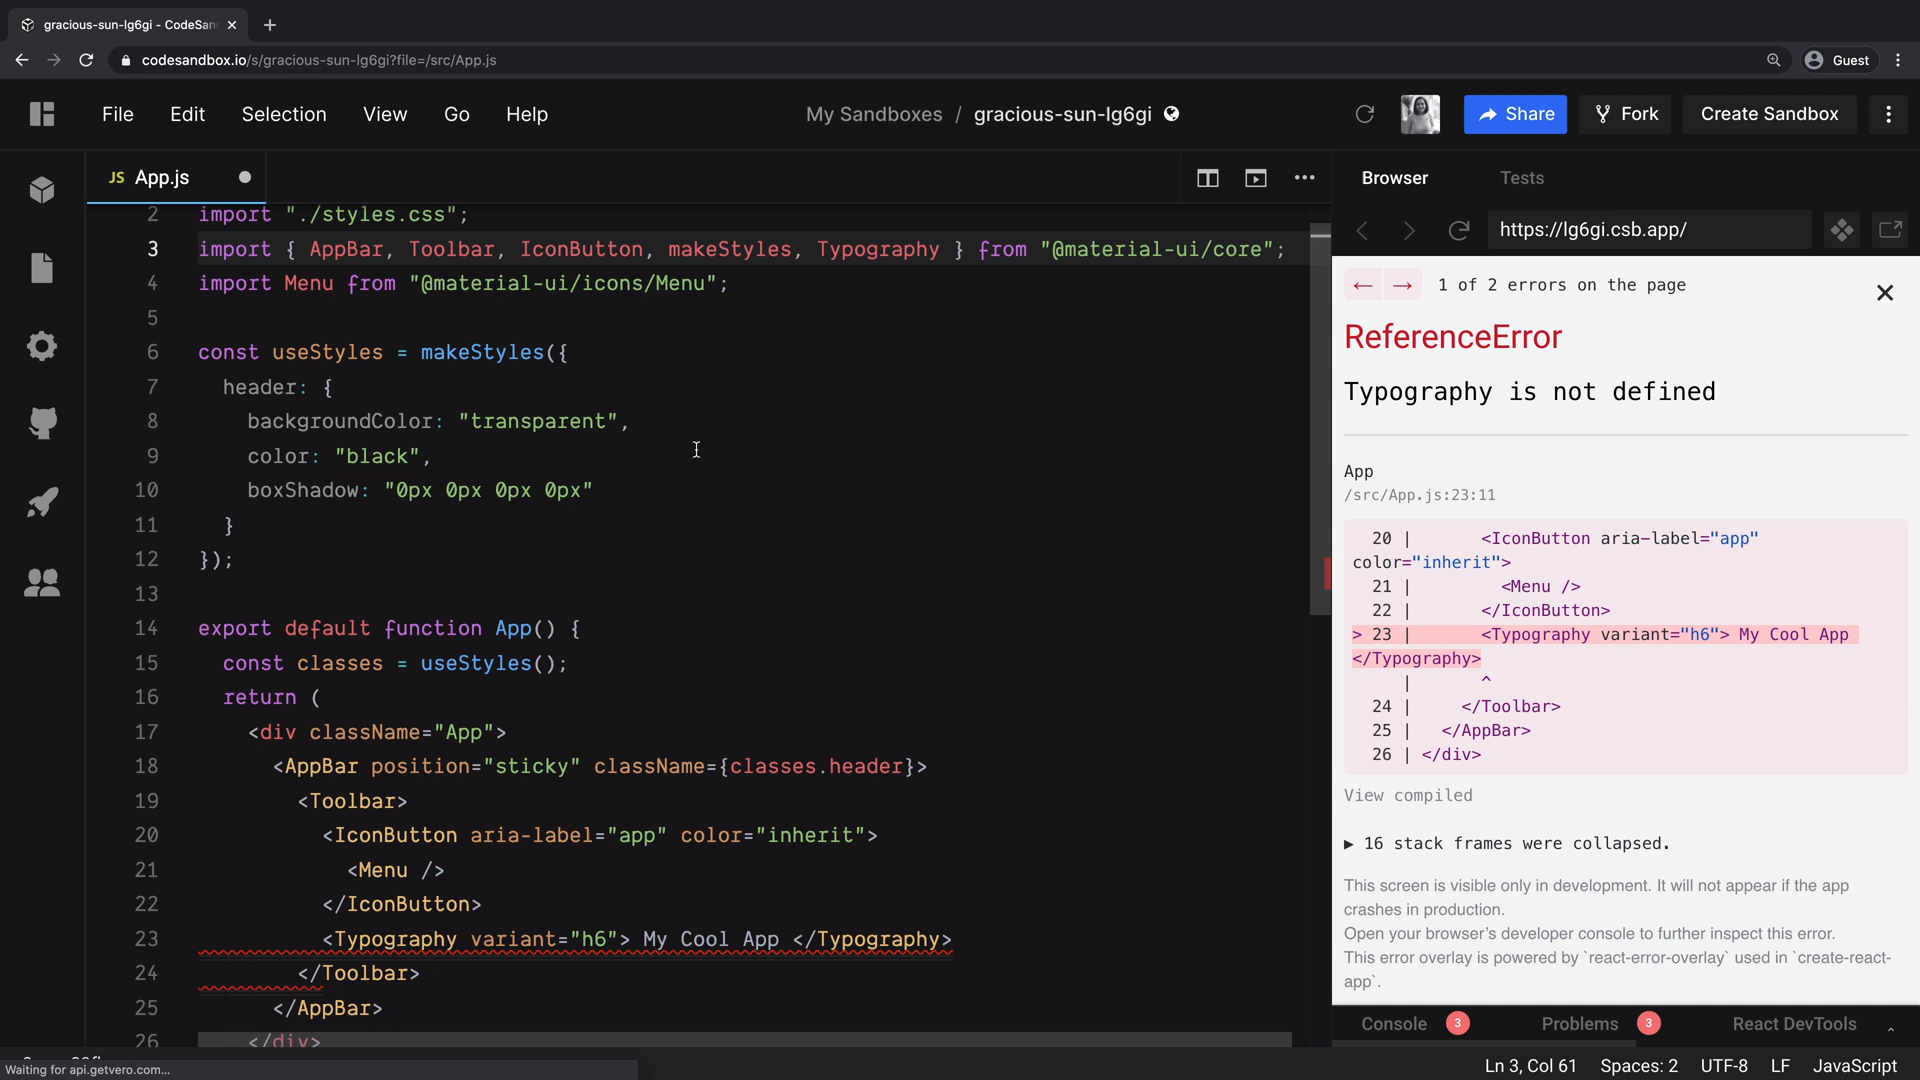 gracious-sun-lg6gi - CodeSan
codesandbox.io/s/gracious-sun-lg6gi?file=/src/App.js
Guest
File Edit Selection View Go Help
My Sandboxes / gracious-sun-lg6gi
Share
Fork
Create Sandbox
JS App.js
2 import "./styles.css";
3 import { AppBar, Toolbar, IconButton, makeStyles, Typography } from "@material-ui/core";
4 import Menu from "@material-ui/icons/Menu";
5
6 const useStyles = makeStyles({
7 header: {
8 backgroundColor: "transparent",
9 color: "black",
10 boxShadow: "0px 0px 0px 0px"
11 }
12 });
13
14 export default function App() {
15 const classes = useStyles();
16 return (
17 <div className="App">
18 <AppBar position="sticky" className={classes.header}>
19 <Toolbar>
20 <IconButton aria-label="app" color="inherit">
21 <Menu />
22 </IconButton>
23 <Typography variant="h6"> My Cool App </Typography>
24 </Toolbar>
25 </AppBar>
26 </div>
Browser Tests
https://lg6gi.csb.app/
← → 1 of 2 errors on the page
ReferenceError
Typography is not defined
App
/src/App.js:23:11
20 | <IconButton aria-label="app"
color="inherit">
21 | <Menu />
22 | </IconButton>
> 23 | <Typography variant="h6"> My Cool App
</Typography>
| ^
24 | </Toolbar>
25 | </AppBar>
26 | </div>
View compiled
▶ 16 stack frames were collapsed.
This screen is visible only in development. It will not appear if the app
crashes in production.
Open your browser's developer console to further inspect this error.
This error overlay is powered by `react-error-overlay` used in `create-react-
app`.
Console 3 Problems 3 React DevTools
Waiting for api.getvero.com...
Ln 3, Col 61 Spaces: 2 UTF-8 LF JavaScript